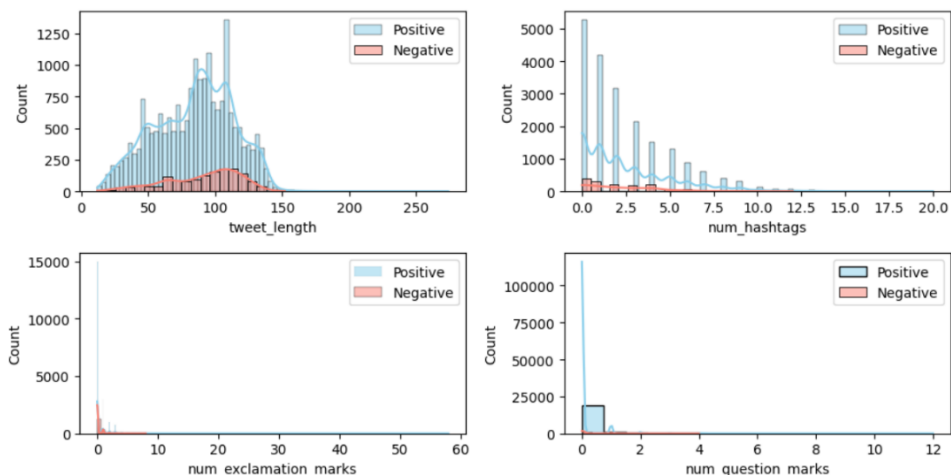 1250
1000
750
500
250
0
Count
0 50 100 150 200 250
tweet_length
Positive
Negative
5000
4000
3000
2000
1000
0
Count
0.0 2.5 5.0 7.5 10.0 12.5 15.0 17.5 20.0
num_hashtags
Positive
Negative
15000
10000
5000
0
Count
0 10 20 30 40 50 60
num_exclamation_marks
Positive
Negative
100000
75000
50000
25000
0
Count
0 2 4 6 8 10 12
num_question_marks
Positive
Negative